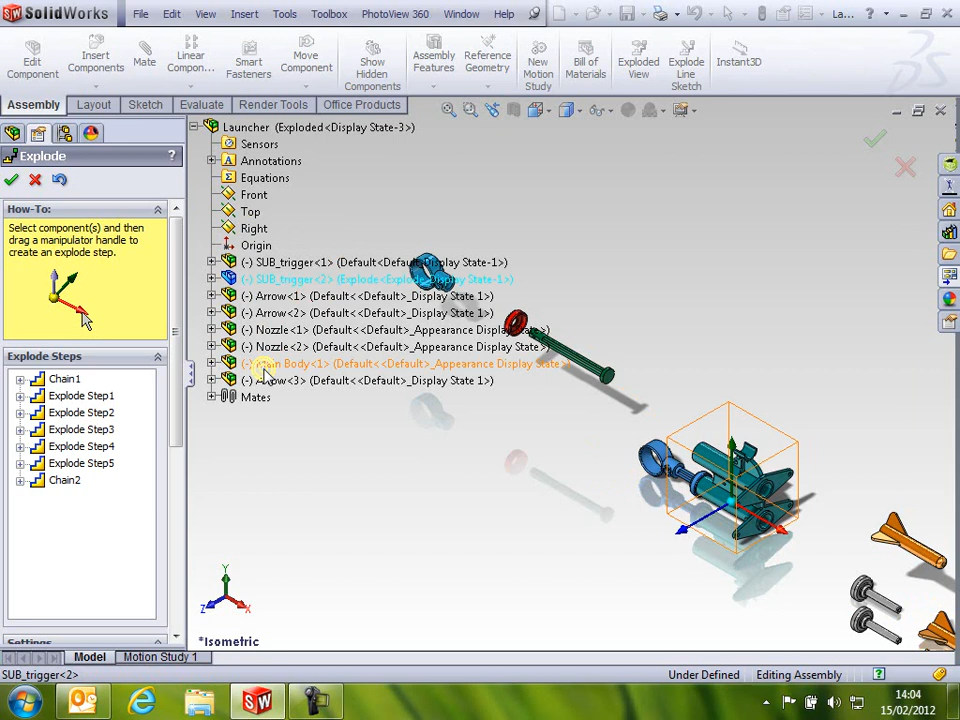 SolidWorks File Edit View Insert Tools Toolbox PhotoView 360 Window Help La... ?
Edit Component
Insert Components
Mate
Linear Compon...
Smart Fasteners
Move Component
Show Hidden Components
Assembly Features
Reference Geometry
New Motion Study
Bill of Materials
Exploded View
Explode Line Sketch
Instant3D
Assembly Layout Sketch Evaluate Render Tools Office Products
Explode ?
How-To:
Select component(s) and then
drag a manipulator handle to
create an explode step.
Explode Steps
Chain1
Explode Step1
Explode Step2
Explode Step3
Explode Step4
Explode Step5
Chain2
Settings
Launcher (Exploded<Display State-3>)
Sensors
Annotations
Equations
Front
Top
Right
Origin
(-) SUB_trigger<1> (Default<Default_Display State-1>)
(-) SUB_trigger<2> (Explode<Explode_Display State-1>)
(-) Arrow<1> (Default<<Default>_Display State 1>)
(-) Arrow<2> (Default<<Default>_Display State 1>)
(-) Nozzle<1> (Default<<Default>_Appearance Display State>)
(-) Nozzle<2> (Default<<Default>_Appearance Display State>)
Body<1> (Default<<Default>_Appearance Display State>)
(-) Arrow<3> (Default<<Default>_Display State 1>)
Mates
Y
Z X
*Isometric
Model Motion Study 1
SUB_trigger<2> Under Defined Editing Assembly ?
14:04
15/02/2012